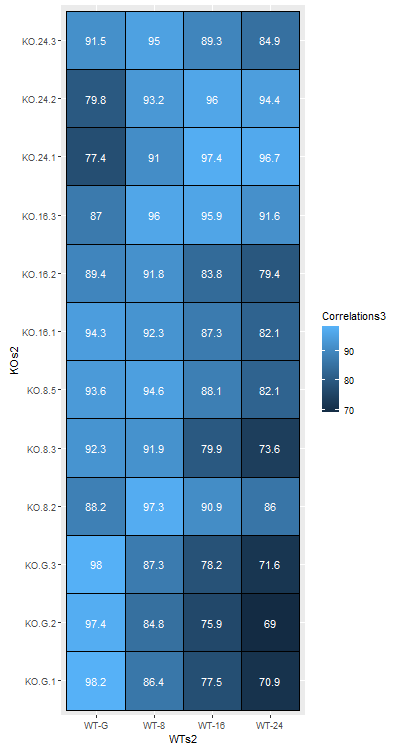 KO.24.3 91.5 95 89.3 84.9
KO.24.2 79.8 93.2 96 94.4
KO.24.1 77.4 91 97.4 96.7
KO.16.3 87 96 95.9 91.6
KO.16.2 89.4 91.8 83.8 79.4
KO.16.1 94.3 92.3 87.3 82.1
KO.8.5 93.6 94.6 88.1 82.1
KO.8.3 92.3 91.9 79.9 73.6
KO.8.2 88.2 97.3 90.9 86
KO.G.3 98 87.3 78.2 71.6
KO.G.2 97.4 84.8 75.9 69
KO.G.1 98.2 86.4 77.5 70.9
WT-G WT-8 WT-16 WT-24
WTs2
KOs2
Correlations3
90
80
70